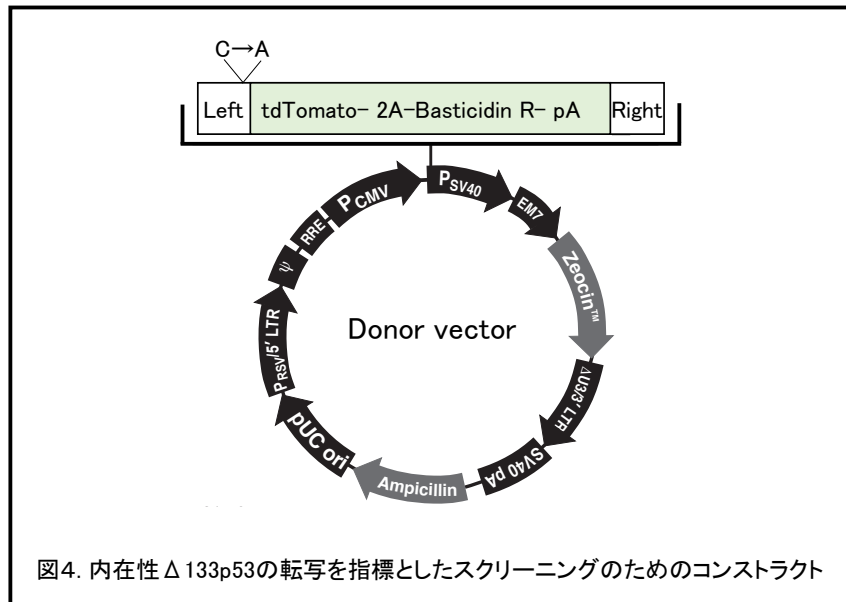 C→A
Left tdTomato- 2A-Basticidin R- pA Right
PCMV
PSV40
EM7
Zeocin™
ΔU3/3' LTR
SV40 pA
Ampicillin
pUC ori
PRSV/5' LTR
ψ
RRE
Donor vector
図4. 内在性Δ133p53の転写を指標としたスクリーニングのためのコンストラクト